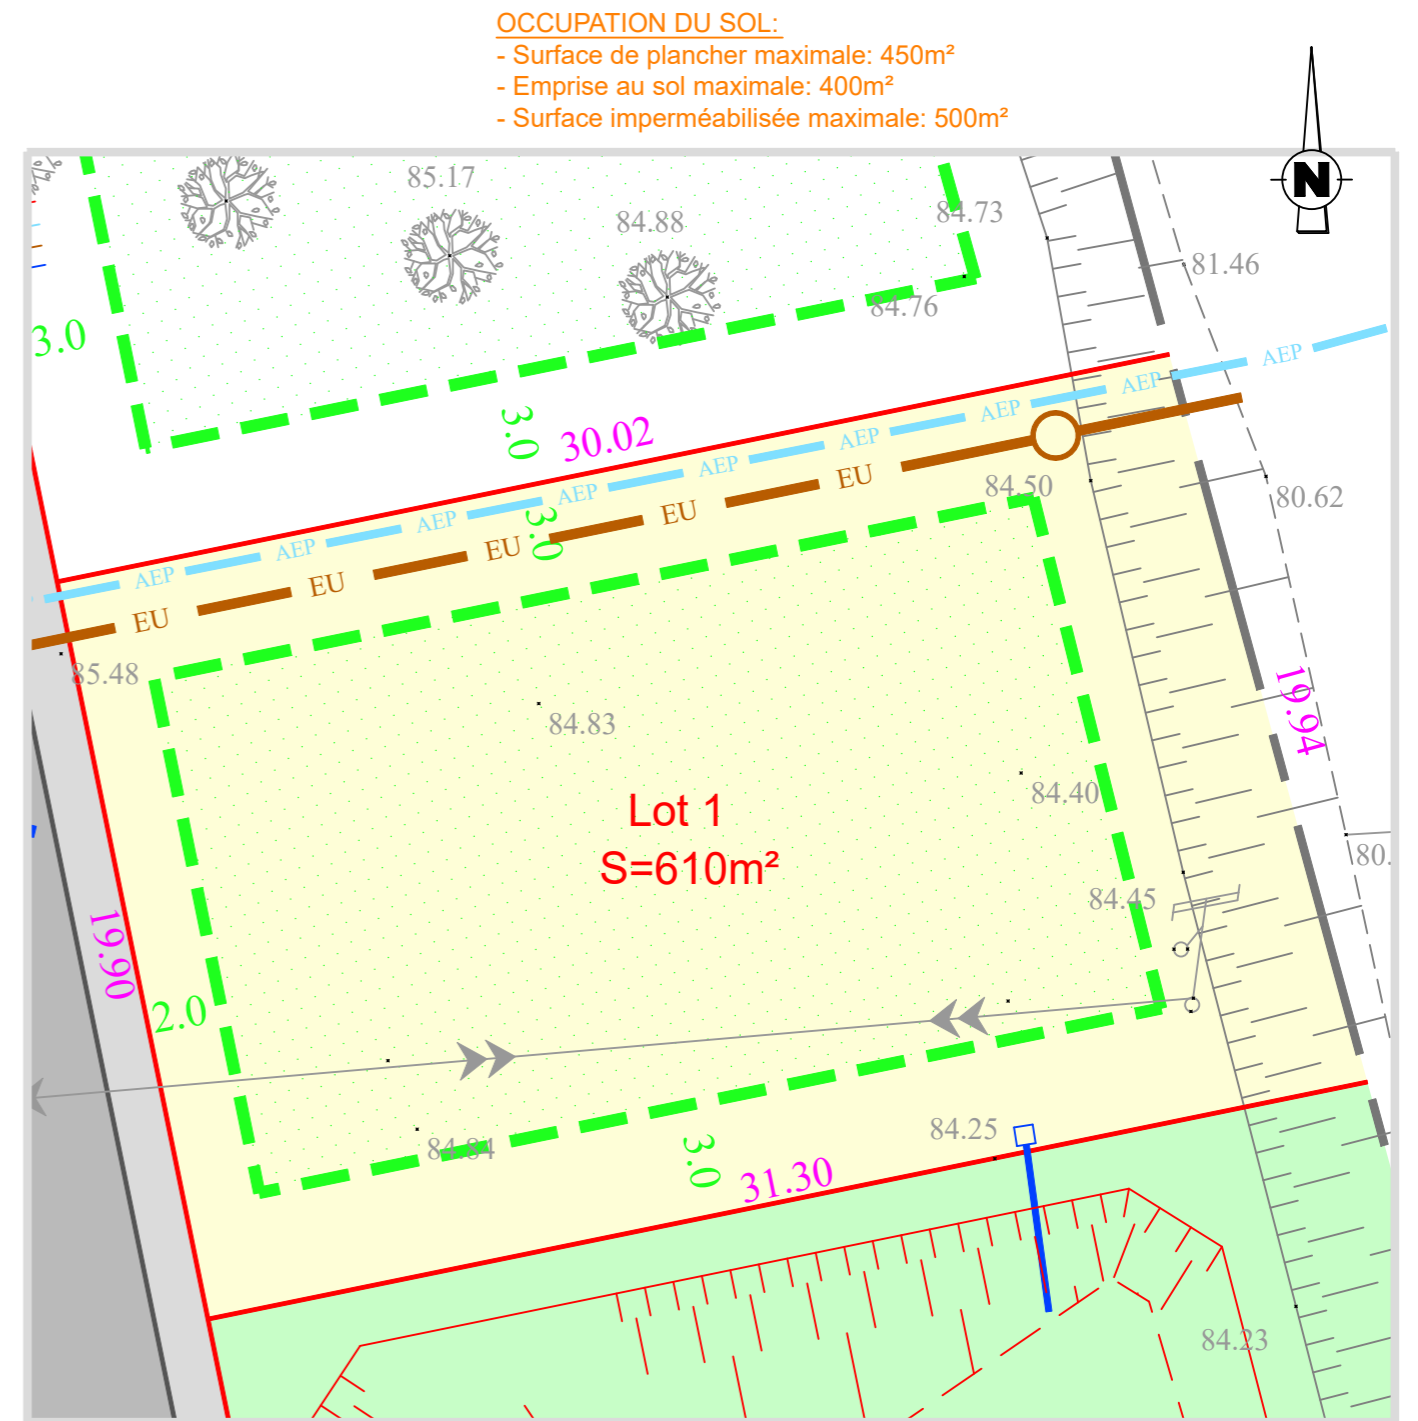 OCCUPATION DU SOL:
- Surface de plancher maximale: 450m²
- Emprise au sol maximale: 400m²
- Surface imperméabilisée maximale: 500m²
N
85.17
84.88
84.73
81.46
84.76
3.0
3.0
30.02
AEP
AEP
AEP
AEP
AEP
AEP
AEP
AEP
AEP
3.0
EU
EU
EU
EU
EU
84.50
80.62
85.48
84.83
19.94
84.40
Lot 1
S=610m²
80.
84.45
19.90
2.0
84.25
84.84
3.0
31.30
84.23